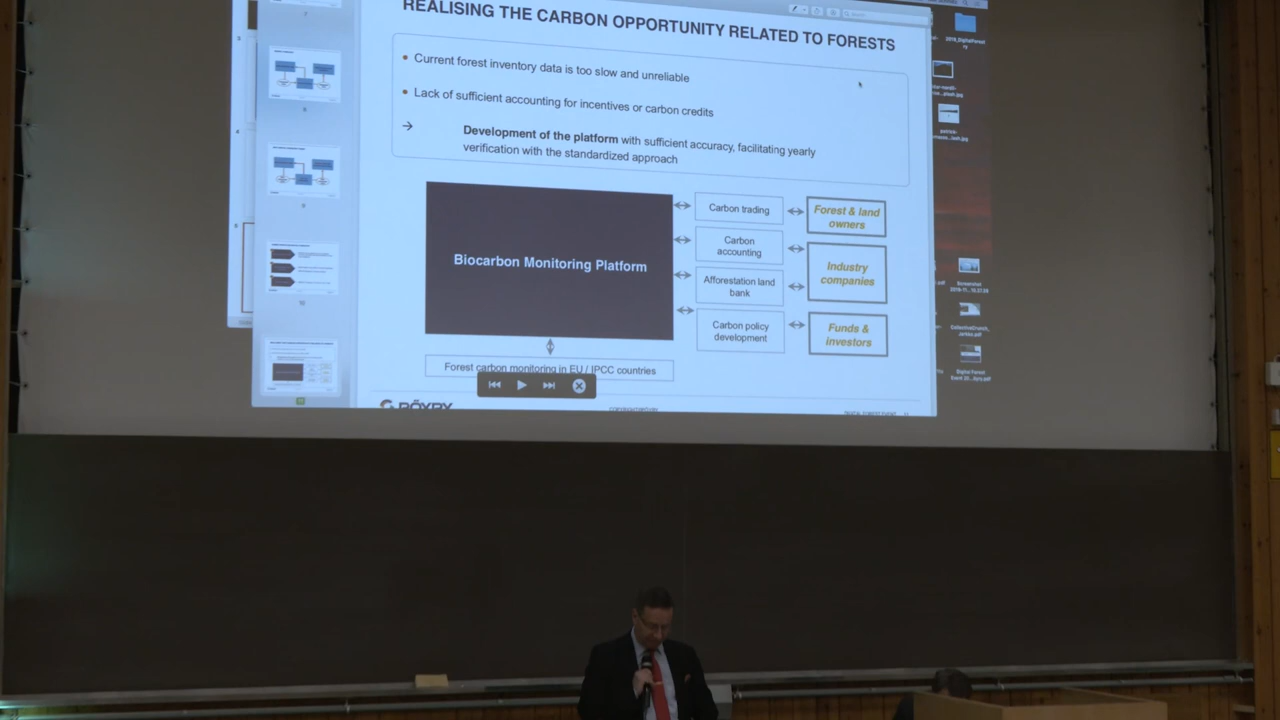 REALISING THE CARBON OPPORTUNITY RELATED TO FORESTS
• Current forest inventory data is too slow and unreliable
• Lack of sufficient accounting for incentives or carbon credits
→ Development of the platform with sufficient accuracy, facilitating yearly
verification with the standardized approach
Biocarbon Monitoring Platform
Carbon trading
Carbon
accounting
Afforestation land
bank
Carbon policy
development
Forest & land
owners
Industry
companies
Funds &
investors
Forest carbon monitoring in EU / IPCC countries
PÖYRY